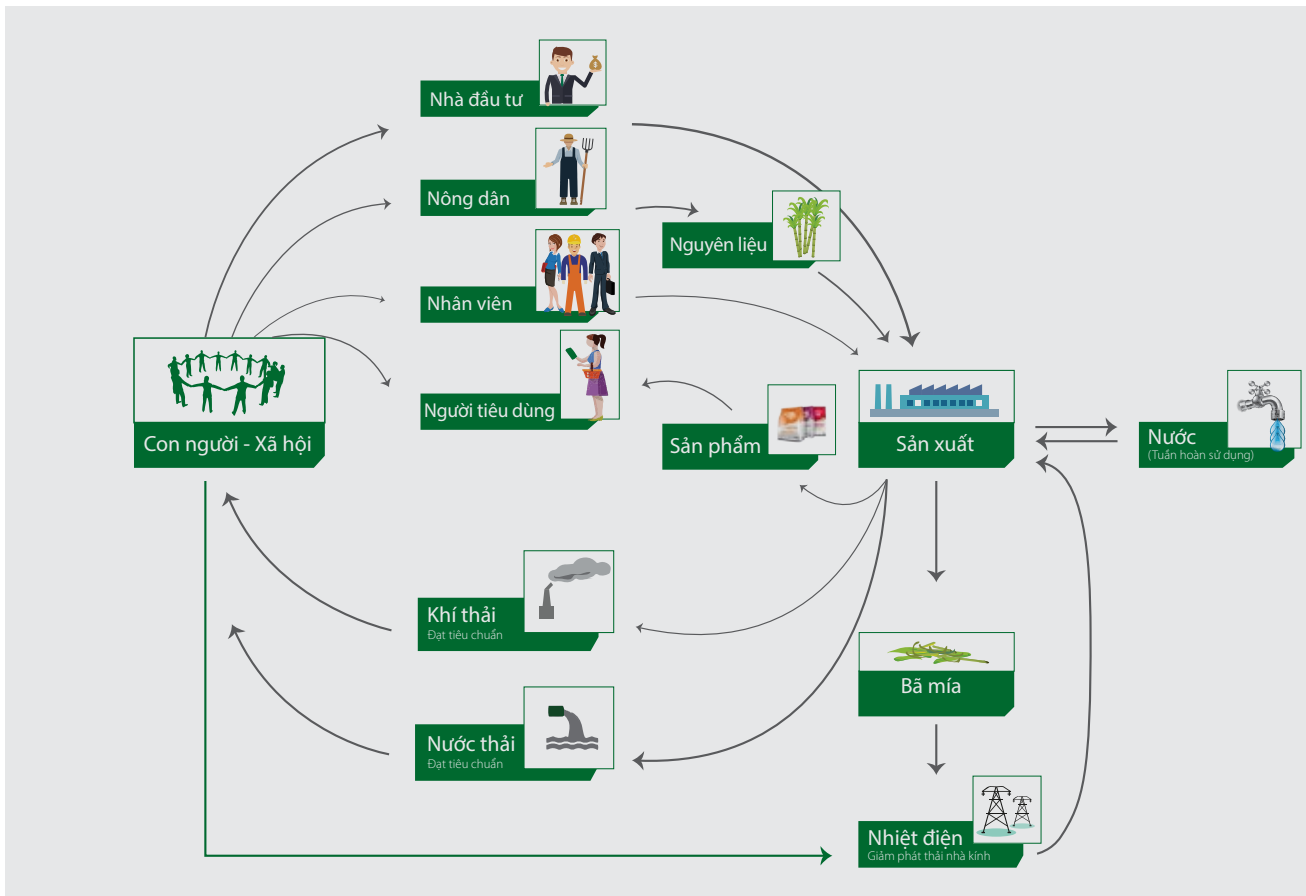 Nhà đầu tư
Nông dân
Nguyên liệu
Nhân viên
Người tiêu dùng
Con người - Xã hội
Sản phẩm
Sản xuất
Nước
(Tuần hoàn sử dụng)
Khí thải
Đạt tiêu chuẩn
Bã mía
Nước thải
Đạt tiêu chuẩn
Nhiệt điện
Giảm phát thải nhà kính